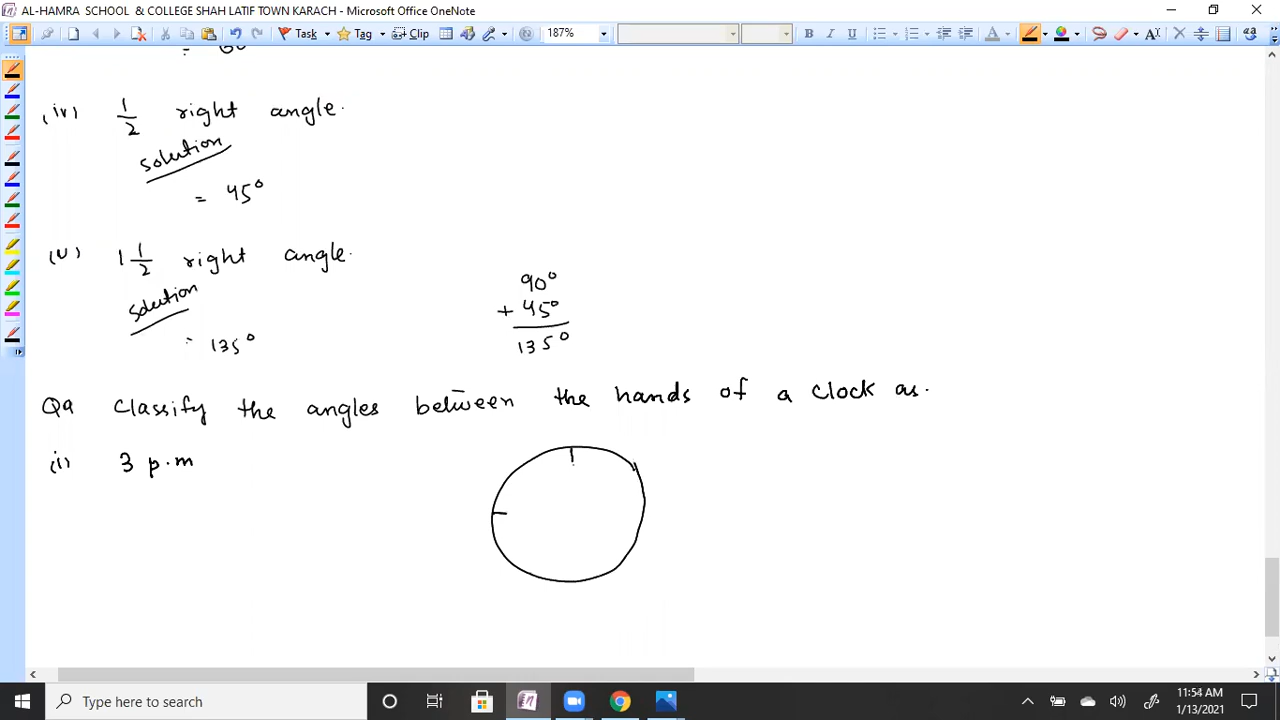 AL-HAMRA SCHOOL & COLLEGE SHAH LATIF TOWN KARACH - Microsoft Office OneNote
Task Tag Clip 187% B I U
= 60
(iv) 1/2 right angle.
Solution
= 45°
(v) 1 1/2 right angle.
Solution
= 135°
90°
+ 45°
135°
Q9 Classify the angles between the hands of a clock as.
(i) 3 p.m
Type here to search
11:54 AM
1/13/2021